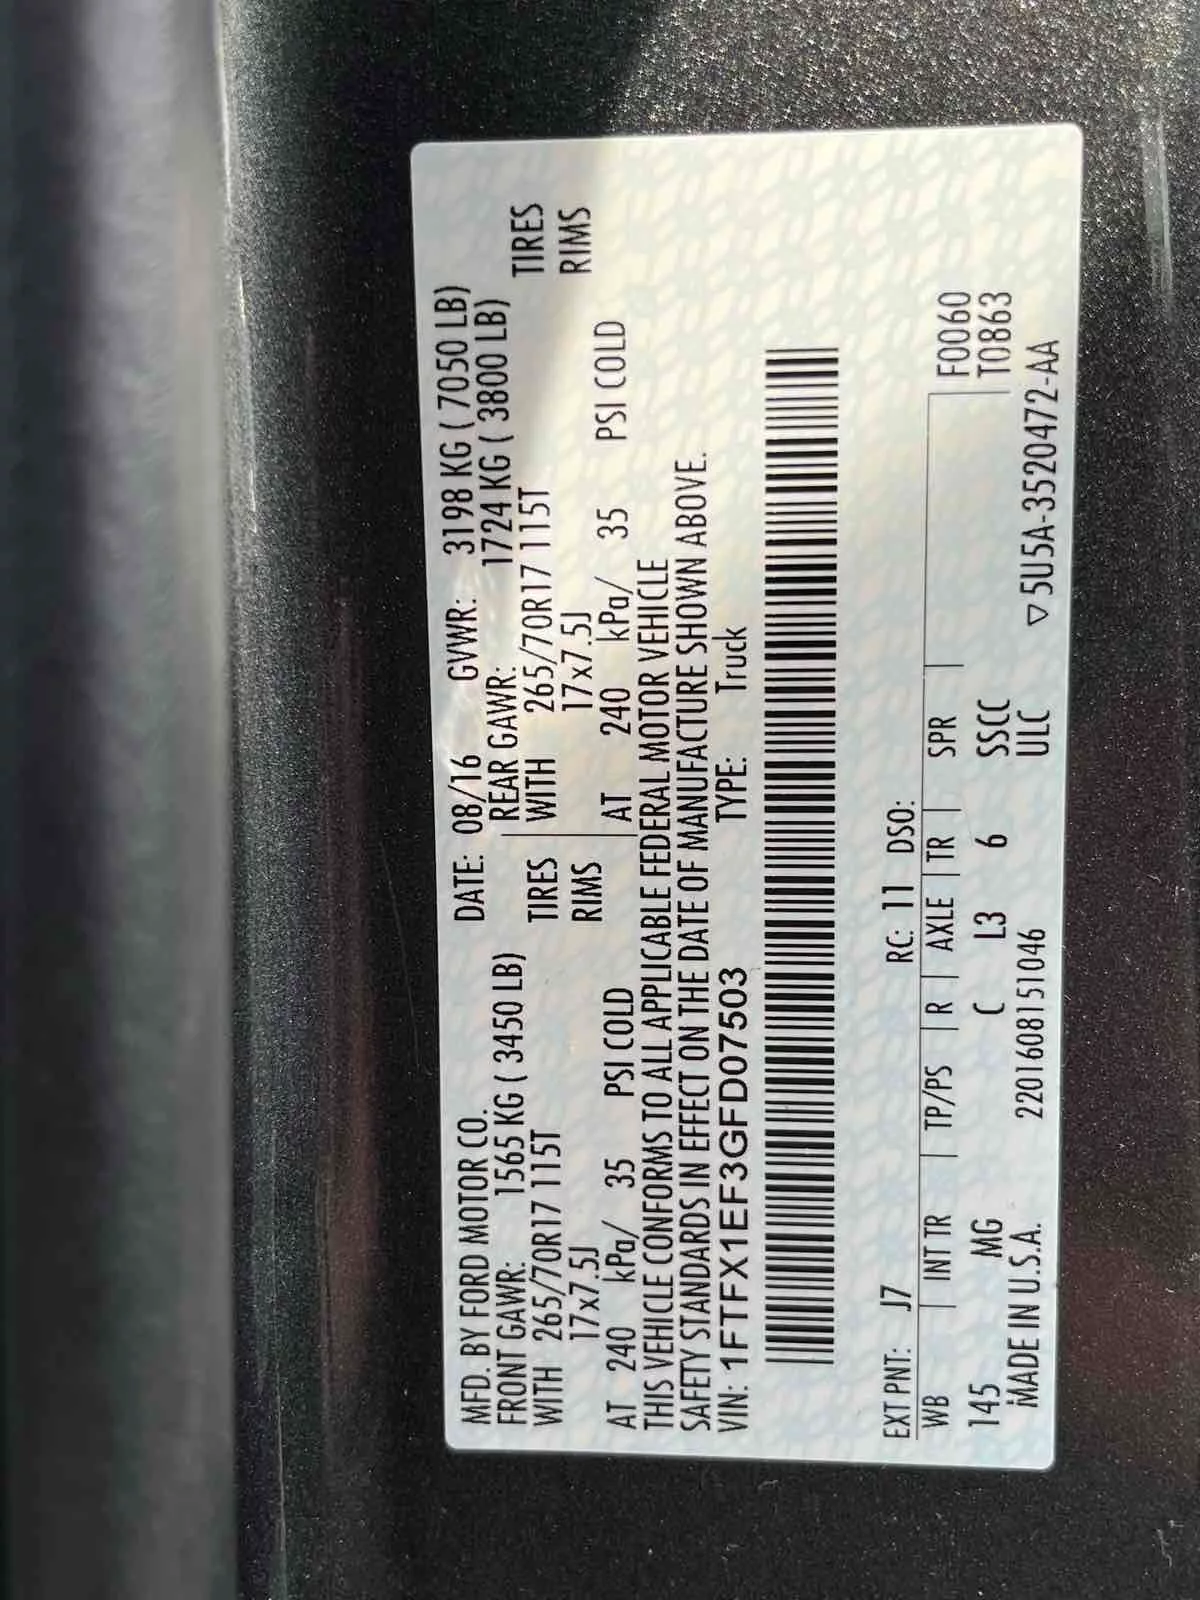 MFD. BY FORD MOTOR CO. DATE: 08/16 GVWR: 3198 KG ( 7050 LB)
FRONT GAWR: 1565 KG ( 3450 LB) REAR GAWR: 1724 KG ( 3800 LB)
WITH 265/70R17 115T TIRES WITH 265/70R17 115T TIRES
17x7.5J RIMS 17x7.5J RIMS
AT 240 kPa/ 35 PSI COLD AT 240 kPa/ 35 PSI COLD
THIS VEHICLE CONFORMS TO ALL APPLICABLE FEDERAL MOTOR VEHICLE
SAFETY STANDARDS IN EFFECT ON THE DATE OF MANUFACTURE SHOWN ABOVE.
VIN: 1FTFX1EF3GFD07503 TYPE: Truck
EXT PNT: J7 RC: 11 DSO:
WB INT TR TP/PS R AXLE TR SPR F0060
145 MG C L3 6 SSCC T0863
MADE IN U.S.A. 2201608151046 ULC ▽5U5A-3520472-AA